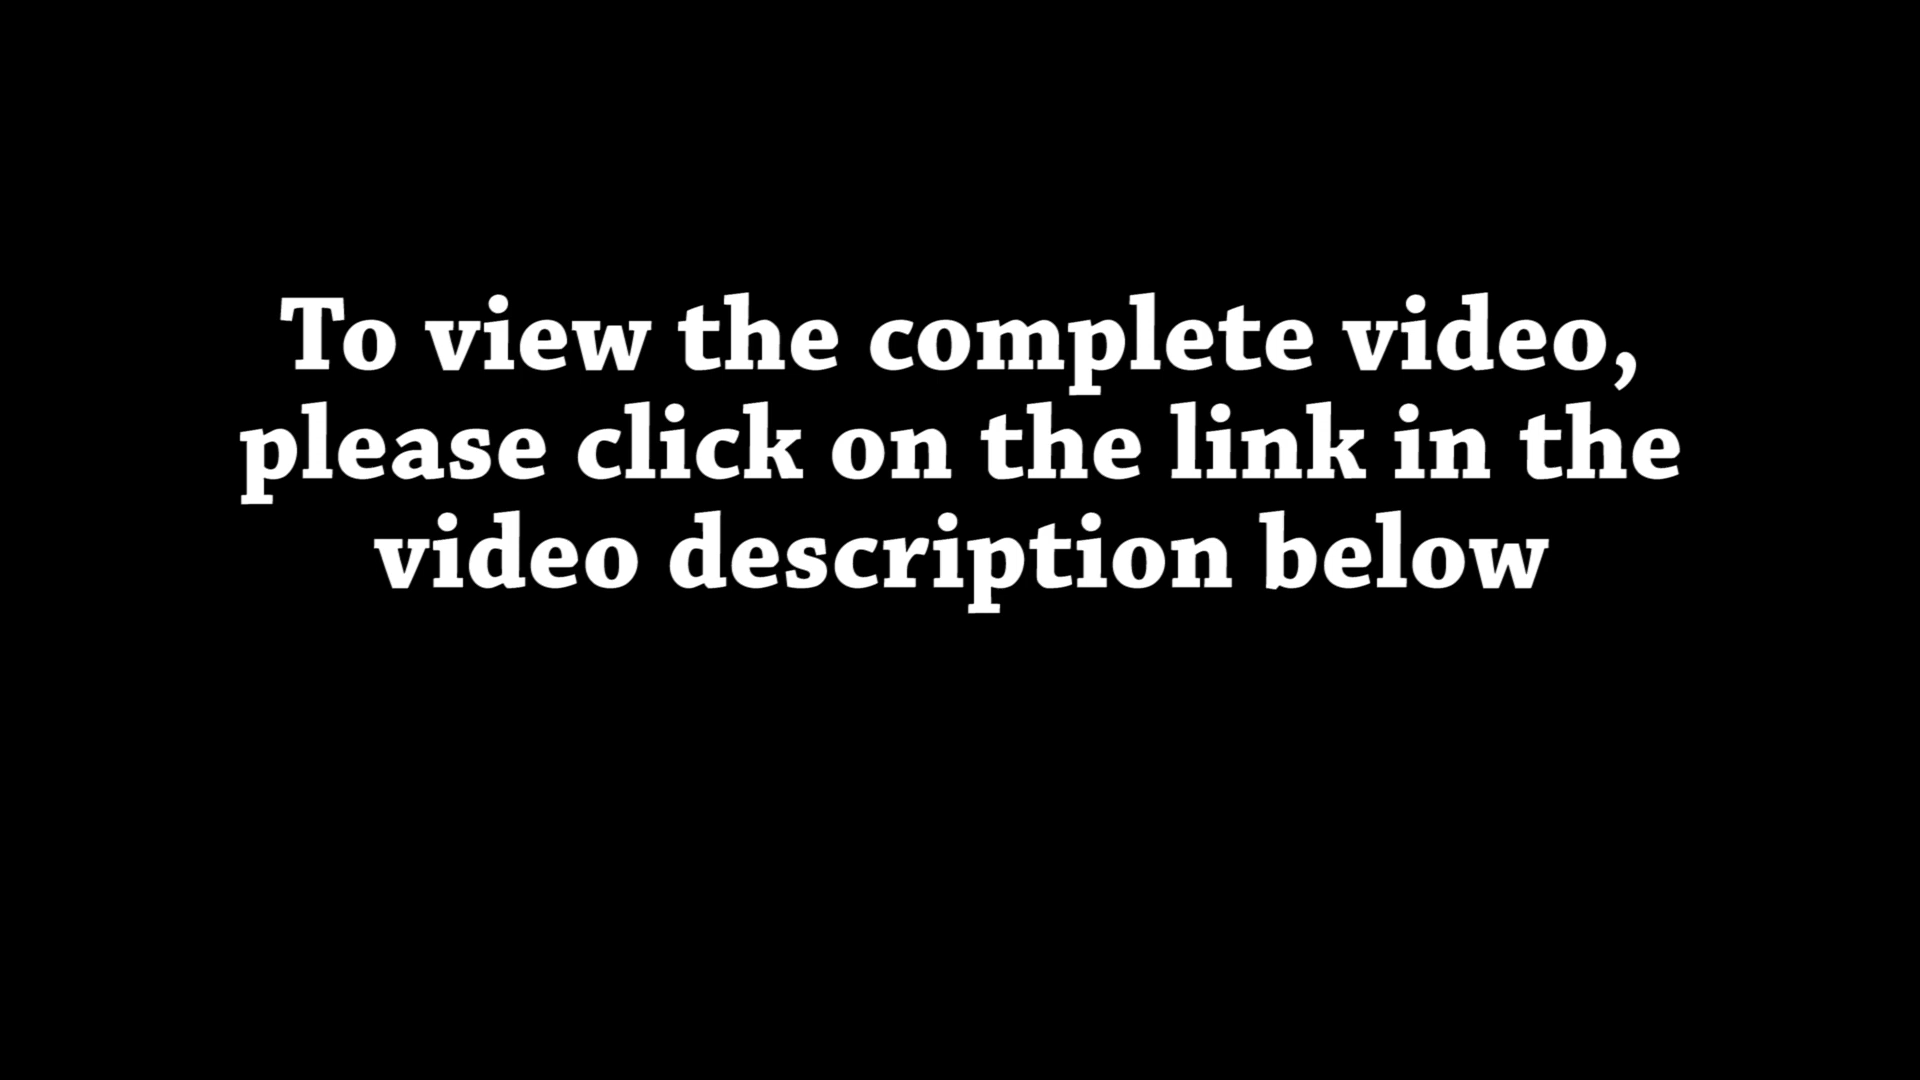 To view the complete video,
please click on the link in the
video description below